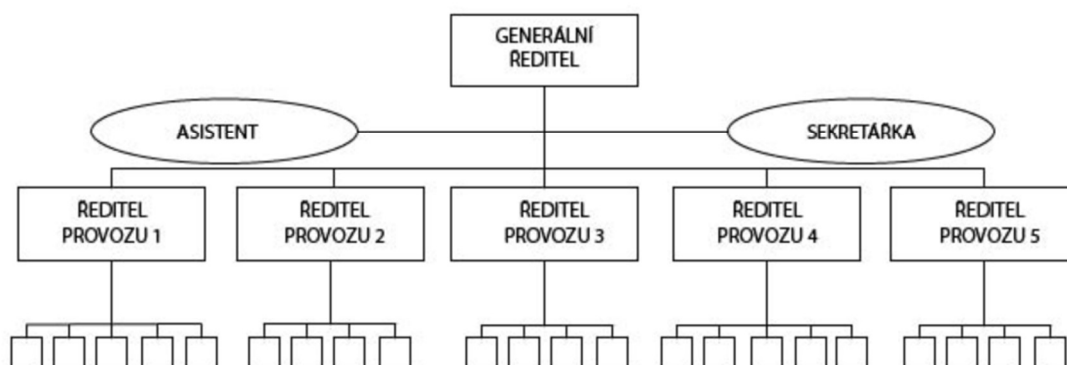 GENERÁLNÍ
ŘEDITEL
ASISTENT
SEKRETÁŘKA
ŘEDITEL
PROVOZU 1
ŘEDITEL
PROVOZU 2
ŘEDITEL
PROVOZU 3
ŘEDITEL
PROVOZU 4
ŘEDITEL
PROVOZU 5